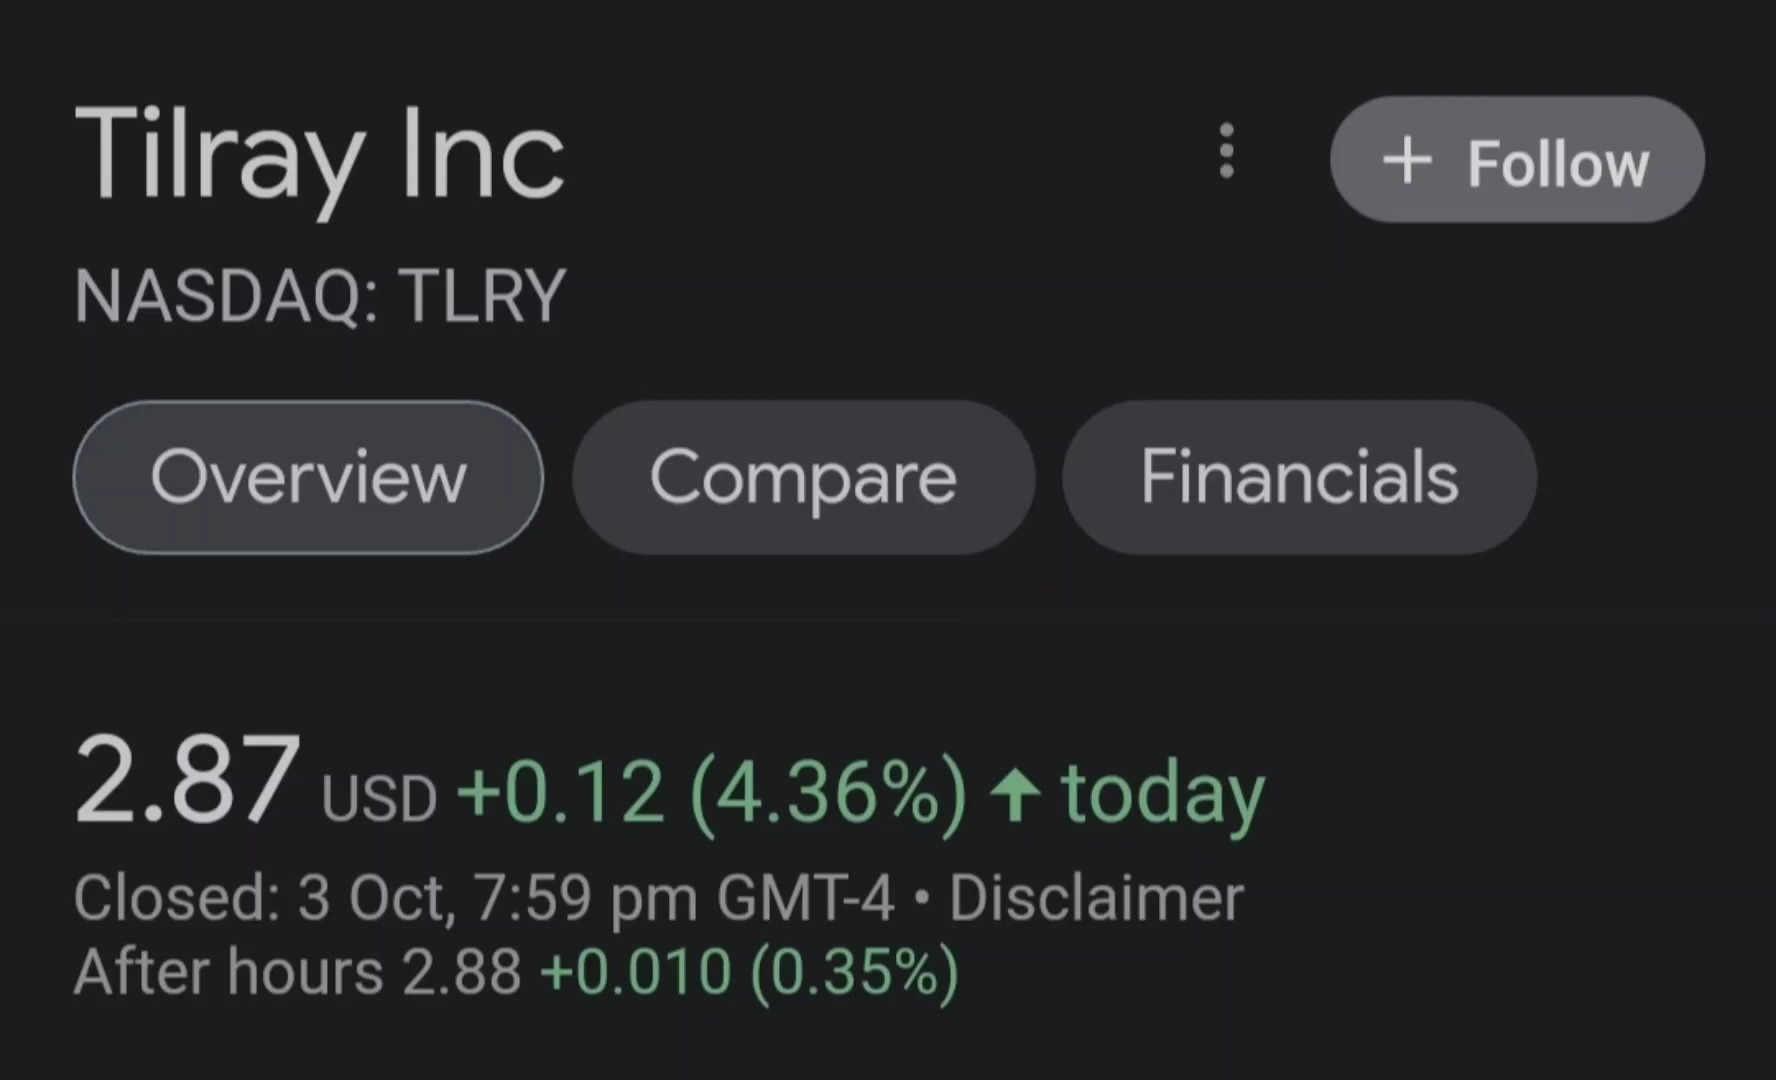 Tilray Inc
+ Follow
NASDAQ: TLRY
Overview
Compare
Financials
2.87 USD +0.12 (4.36%) ↑ today
Closed: 3 Oct, 7:59 pm GMT-4 • Disclaimer
After hours 2.88 +0.010 (0.35%)